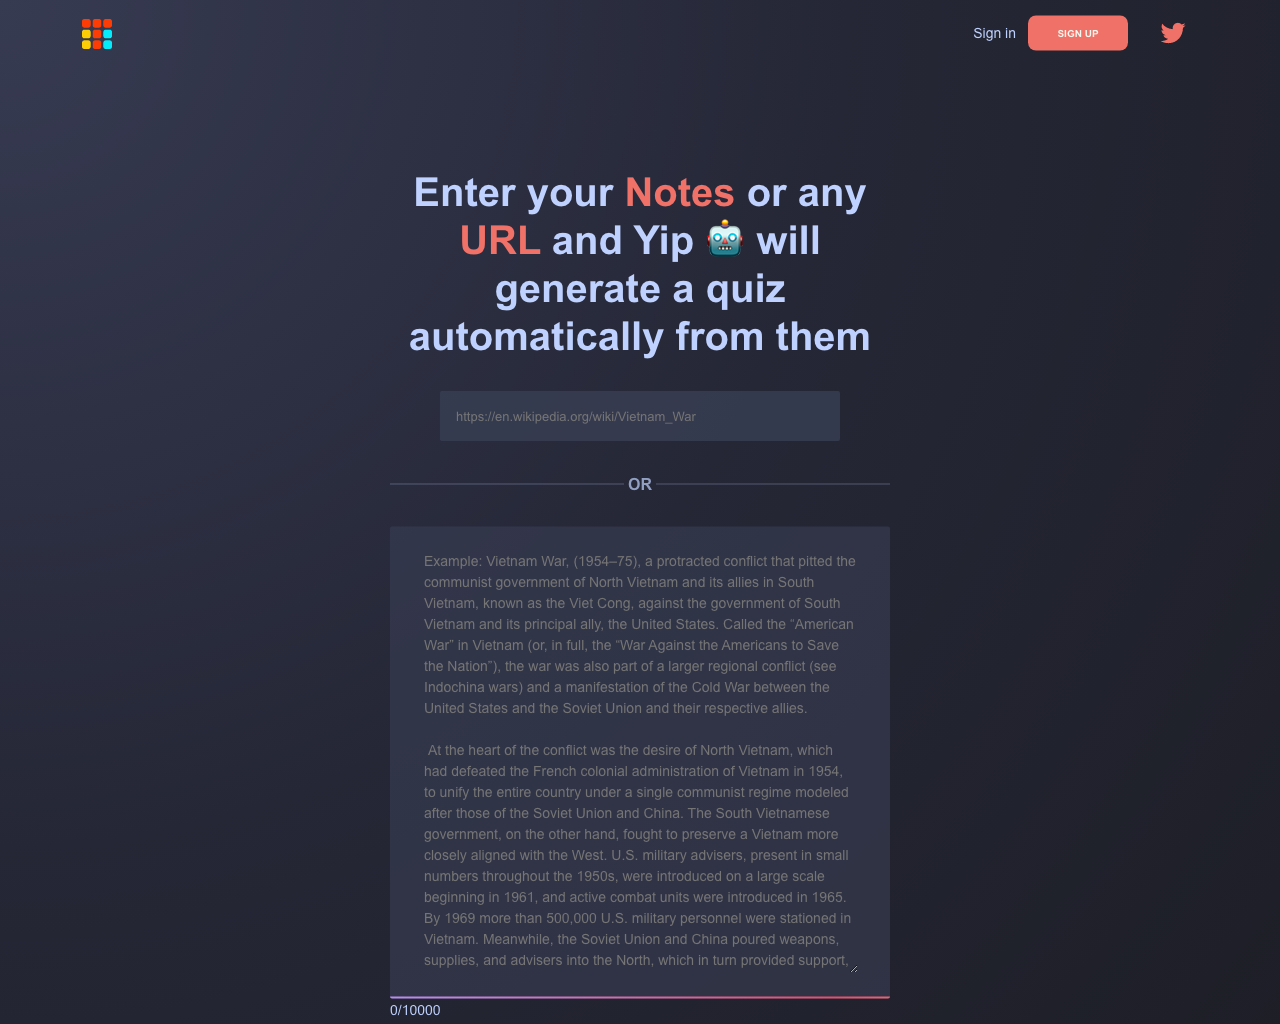 Sign in
SIGN UP
Enter your Notes or any
URL and Yip 🤖 will
generate a quiz
automatically from them
https://en.wikipedia.org/wiki/Vietnam_War
OR
Example: Vietnam War, (1954–75), a protracted conflict that pitted the
communist government of North Vietnam and its allies in South
Vietnam, known as the Viet Cong, against the government of South
Vietnam and its principal ally, the United States. Called the “American
War” in Vietnam (or, in full, the “War Against the Americans to Save
the Nation”), the war was also part of a larger regional conflict (see
Indochina wars) and a manifestation of the Cold War between the
United States and the Soviet Union and their respective allies.
At the heart of the conflict was the desire of North Vietnam, which
had defeated the French colonial administration of Vietnam in 1954,
to unify the entire country under a single communist regime modeled
after those of the Soviet Union and China. The South Vietnamese
government, on the other hand, fought to preserve a Vietnam more
closely aligned with the West. U.S. military advisers, present in small
numbers throughout the 1950s, were introduced on a large scale
beginning in 1961, and active combat units were introduced in 1965.
By 1969 more than 500,000 U.S. military personnel were stationed in
Vietnam. Meanwhile, the Soviet Union and China poured weapons,
supplies, and advisers into the North, which in turn provided support,
0/10000